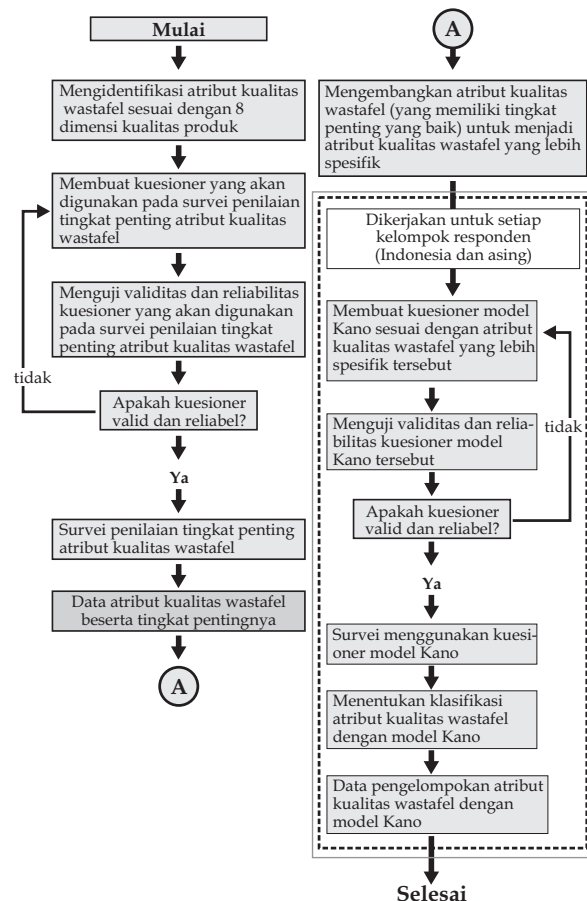 Mulai
Mengidentifikasi atribut kualitas
wastafel sesuai dengan 8
dimensi kualitas produk
Membuat kuesioner yang akan
digunakan pada survei penilaian
tingkat penting atribut kualitas
wastafel
Menguji validitas dan reliabilitas
kuesioner yang akan digunakan
pada survei penilaian tingkat
penting atribut kualitas wastafel
tidak
Apakah kuesioner
valid dan reliabel?
Ya
Survei penilaian tingkat penting
atribut kualitas wastafel
Data atribut kualitas wastafel
beserta tingkat pentingnya
A
A
Mengembangkan atribut kualitas
wastafel (yang memiliki tingkat
penting yang baik) untuk menjadi
atribut kualitas wastafel yang lebih
spesifik
Dikerjakan untuk setiap
kelompok responden
(Indonesia dan asing)
Membuat kuesioner model
Kano sesuai dengan atribut
kualitas wastafel yang lebih
spesifik tersebut
Menguji validitas dan relia-
bilitas kuesioner model
Kano tersebut
tidak
Apakah kuesioner
valid dan reliabel?
Ya
Survei menggunakan kuesi-
oner model Kano
Menentukan klasifikasi
atribut kualitas wastafel
dengan model Kano
Data pengelompokan atribut
kualitas wastafel dengan
model Kano
Selesai